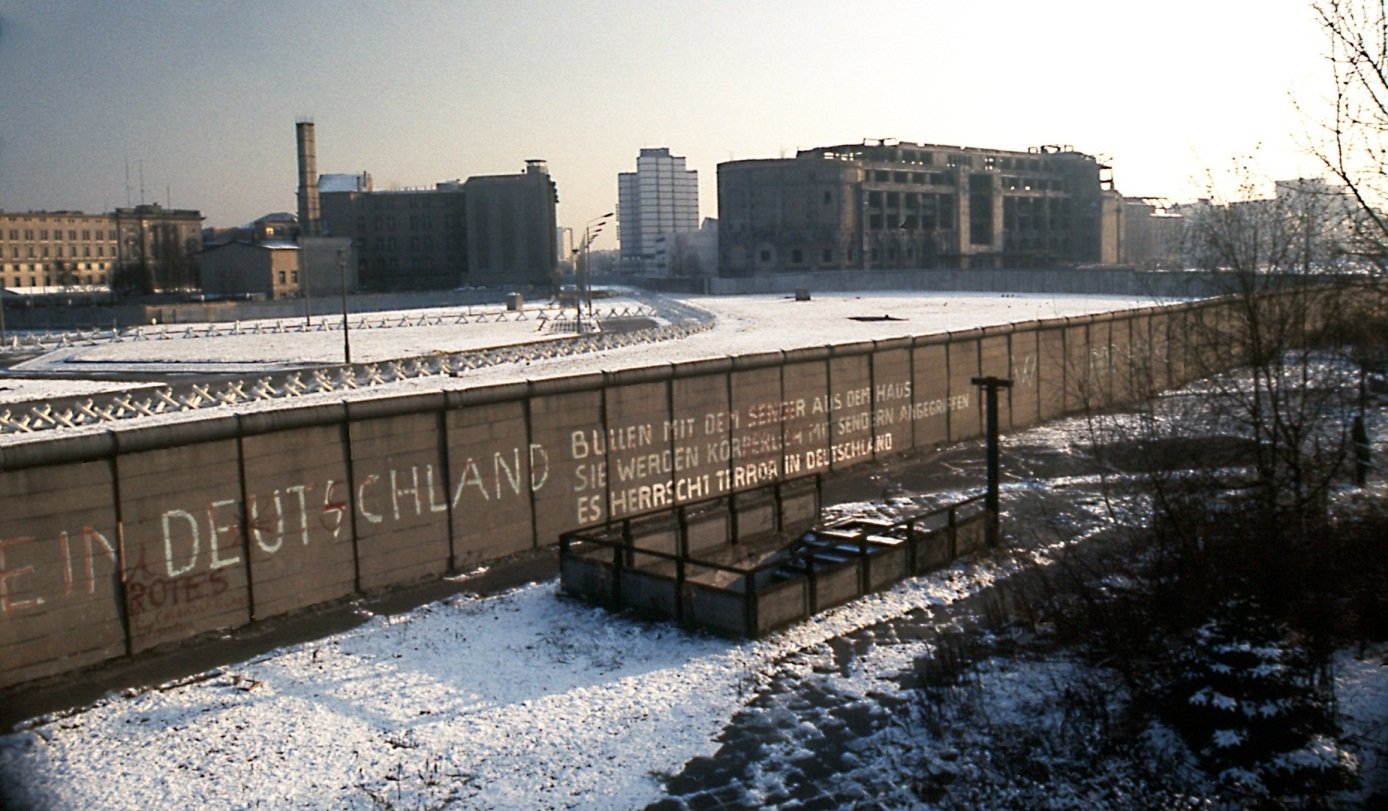 EIN DEUTSCHLAND
ROTES
BULLEN MIT DEM SENDER AUS DEM HAUS
SIE WERDEN KÖRPERLICH MIT SENDERN ANGEGRIFFEN
ES HERRSCHT TERROR IN DEUTSCHLAND